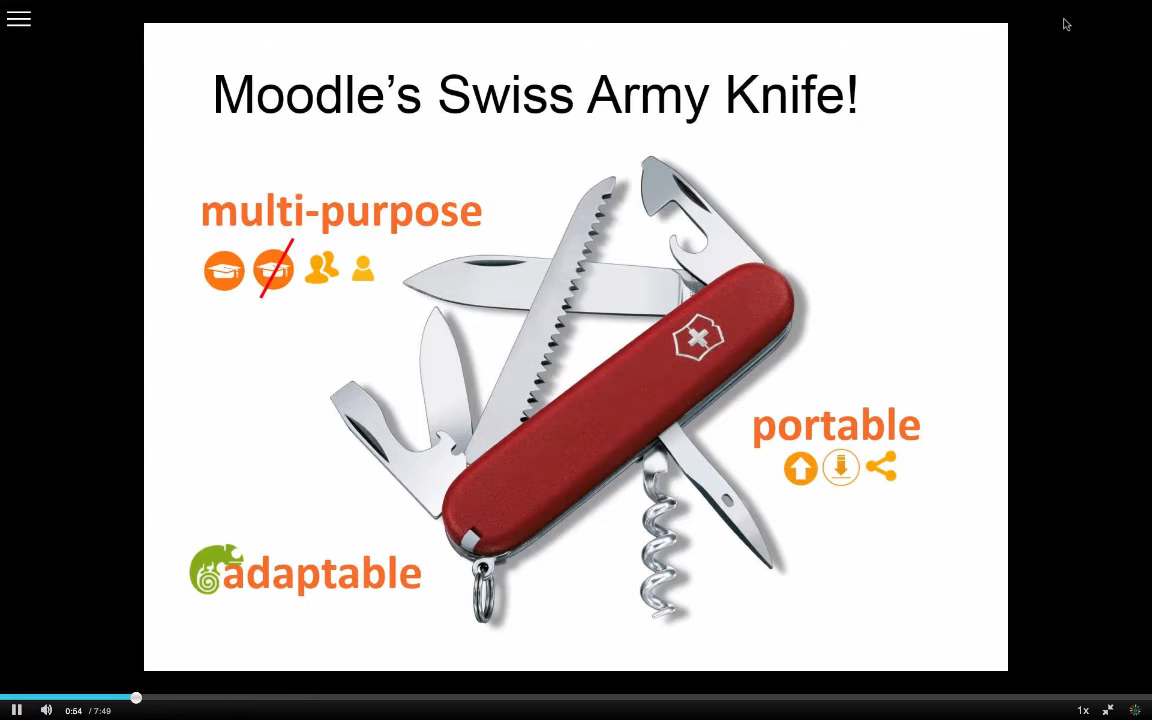 Moodle’s Swiss Army Knife!
multi-purpose
portable
adaptable
0:54 / 7:49
1x